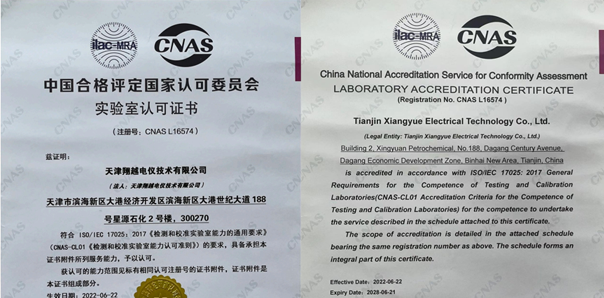 ilac-MRA
CNAS
中国合格评定国家认可委员会
实验室认可证书
(注册号：CNAS L16574)
兹证明：
天津翔越电仪技术有限公司
(法人：天津翔越电仪技术有限公司)
天津市滨海新区大港经济开发区滨海新区大港世纪大道 188
号星源石化 2 号楼，300270
符合 ISO/IEC 17025：2017《检测和校准实验室能力的通用要求》
(CNAS-CL01《检测和校准实验室能力认可准则》) 的要求，具备承担本
证书附件所列服务能力，予以认可。
获认可的能力范围见标有相同认可注册号的证书附件，证书附件是
本证书组成部分。
生效日期：2022-06-22
ilac-MRA
CNAS
China National Accreditation Service for Conformity Assessment
LABORATORY ACCREDITATION CERTIFICATE
(Registration No. CNAS L16574 )
Tianjin Xiangyue Electrical Technology Co., Ltd.
(Legal Entity: Tianjin Xiangyue Electrical Technology Co., Ltd.)
Building 2, Xingyuan Petrochemical, No.188, Dagang Century Avenue,
Dagang Economic Development Zone, Binhai New Area, Tianjin, China
is accredited in accordance with ISO/IEC 17025: 2017 General
Requirements for the Competence of Testing and Calibration
Laboratories(CNAS-CL01 Accreditation Criteria for the Competence of
Testing and Calibration Laboratories) for the competence to undertake
the service described in the schedule attached to this certificate.
The scope of accreditation is detailed in the attached schedule
bearing the same registration number as above. The schedule forms an
integral part of this certificate.
Effective Date: 2022-06-22
Expiry Date: 2028-06-21